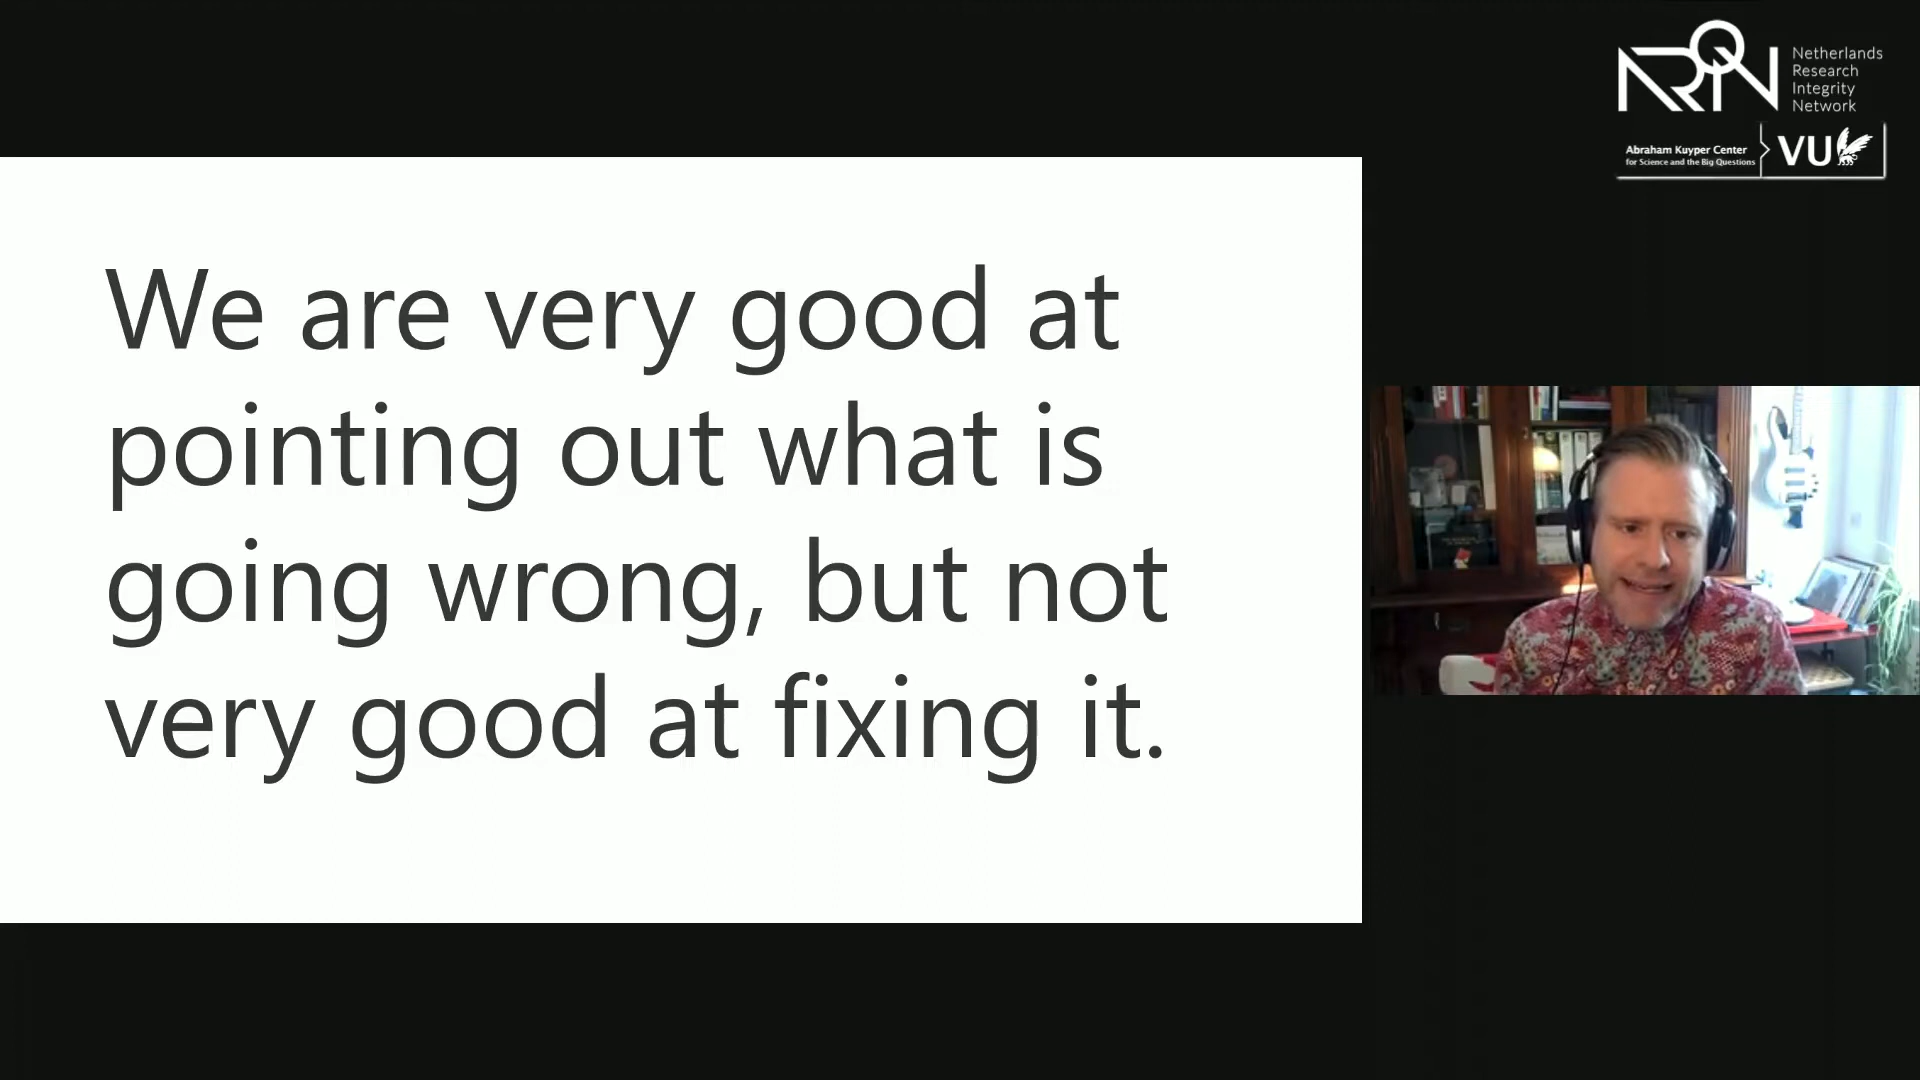 We are very good at
pointing out what is
going wrong, but not
very good at fixing it.
NRIN
Netherlands
Research
Integrity
Network
Abraham Kuyper Center
for Science and the Big Questions
VU